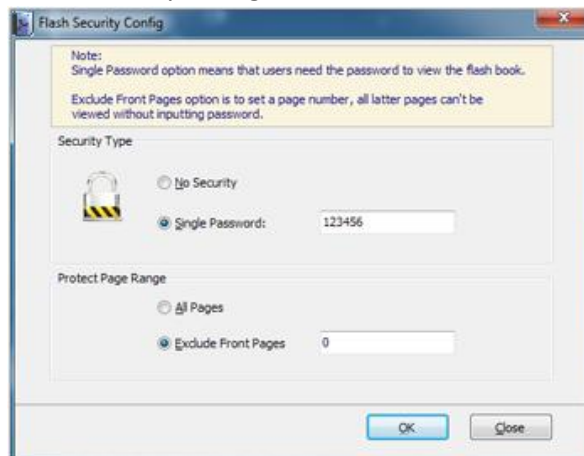 Flash Security Config
Note:
Single Password option means that users need the password to view the flash book.
Exclude Front Pages option is to set a page number, all latter pages can't be
viewed without inputting password.
Security Type
No Security
Single Password: 123456
Protect Page Range
All Pages
Exclude Front Pages 0
OK Close